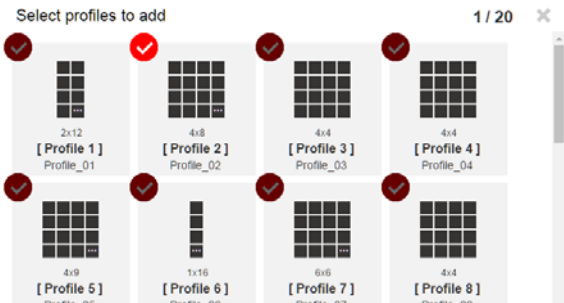 Select profiles to add 1 / 20
2x12 4x8 4x4 4x4
[ Profile 1 ] [ Profile 2 ] [ Profile 3 ] [ Profile 4 ]
Profile_01 Profile_02 Profile_03 Profile_04
4x9 1x16 6x6 4x4
[ Profile 5 ] [ Profile 6 ] [ Profile 7 ] [ Profile 8 ]